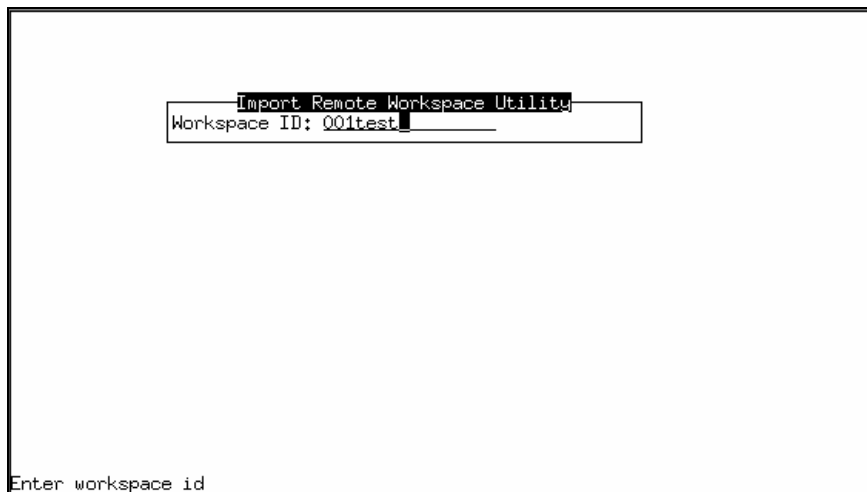 Import Remote Workspace Utility
Workspace ID: 001test
Enter workspace id